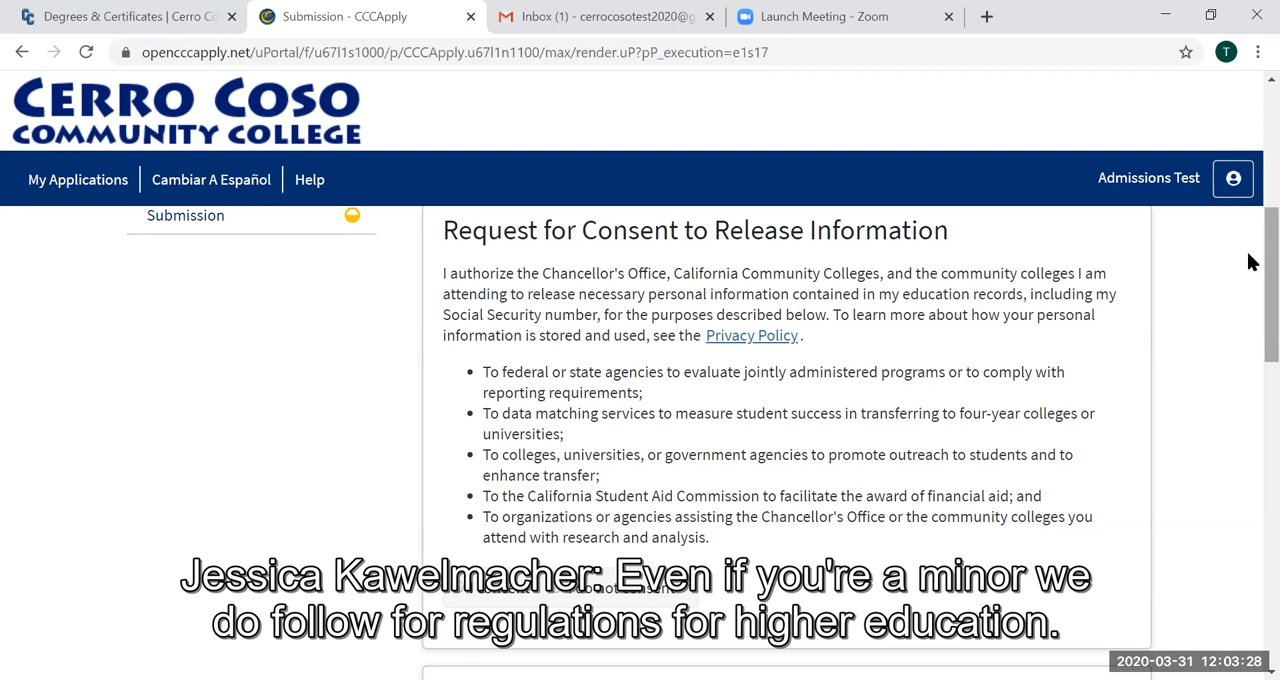 Degrees & Certificates | Cerro Co
Submission - CCCApply
Inbox (1) - cerrocosotest2020@g
Launch Meeting - Zoom
opencccapply.net/uPortal/f/u67l1s1000/p/CCCApply.u67l1n1100/max/render.uP?pP_execution=e1s17
T
CERRO COSO
COMMUNITY COLLEGE
My Applications
Cambiar A Español
Help
Admissions Test
Submission
Request for Consent to Release Information
I authorize the Chancellor's Office, California Community Colleges, and the community colleges I am
attending to release necessary personal information contained in my education records, including my
Social Security number, for the purposes described below. To learn more about how your personal
information is stored and used, see the Privacy Policy.
• To federal or state agencies to evaluate jointly administered programs or to comply with
reporting requirements;
• To data matching services to measure student success in transferring to four-year colleges or
universities;
• To colleges, universities, or government agencies to promote outreach to students and to
enhance transfer;
• To the California Student Aid Commission to facilitate the award of financial aid; and
• To organizations or agencies assisting the Chancellor's Office or the community colleges you
attend with research and analysis.
Jessica Kawelmacher: Even if you're a minor we
do follow for regulations for higher education.
2020-03-31 12:03:28